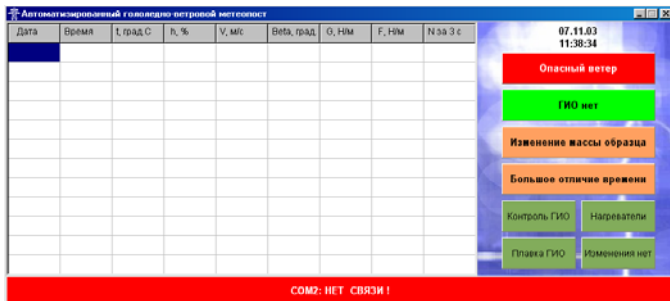 Автоматизированный гололедно-ветровой метеопост
Дата Время t, град,С h, % V, м/с Beta, град, G, Н/м F, Н/м N за 3 с
07.11.03
11:38:34
Опасный ветер
ГИО нет
Изменение массы образца
Большое отличие времени
Контроль ГИО Нагреватели
Плавка ГИО Изменения нет
COM2: НЕТ СВЯЗИ !